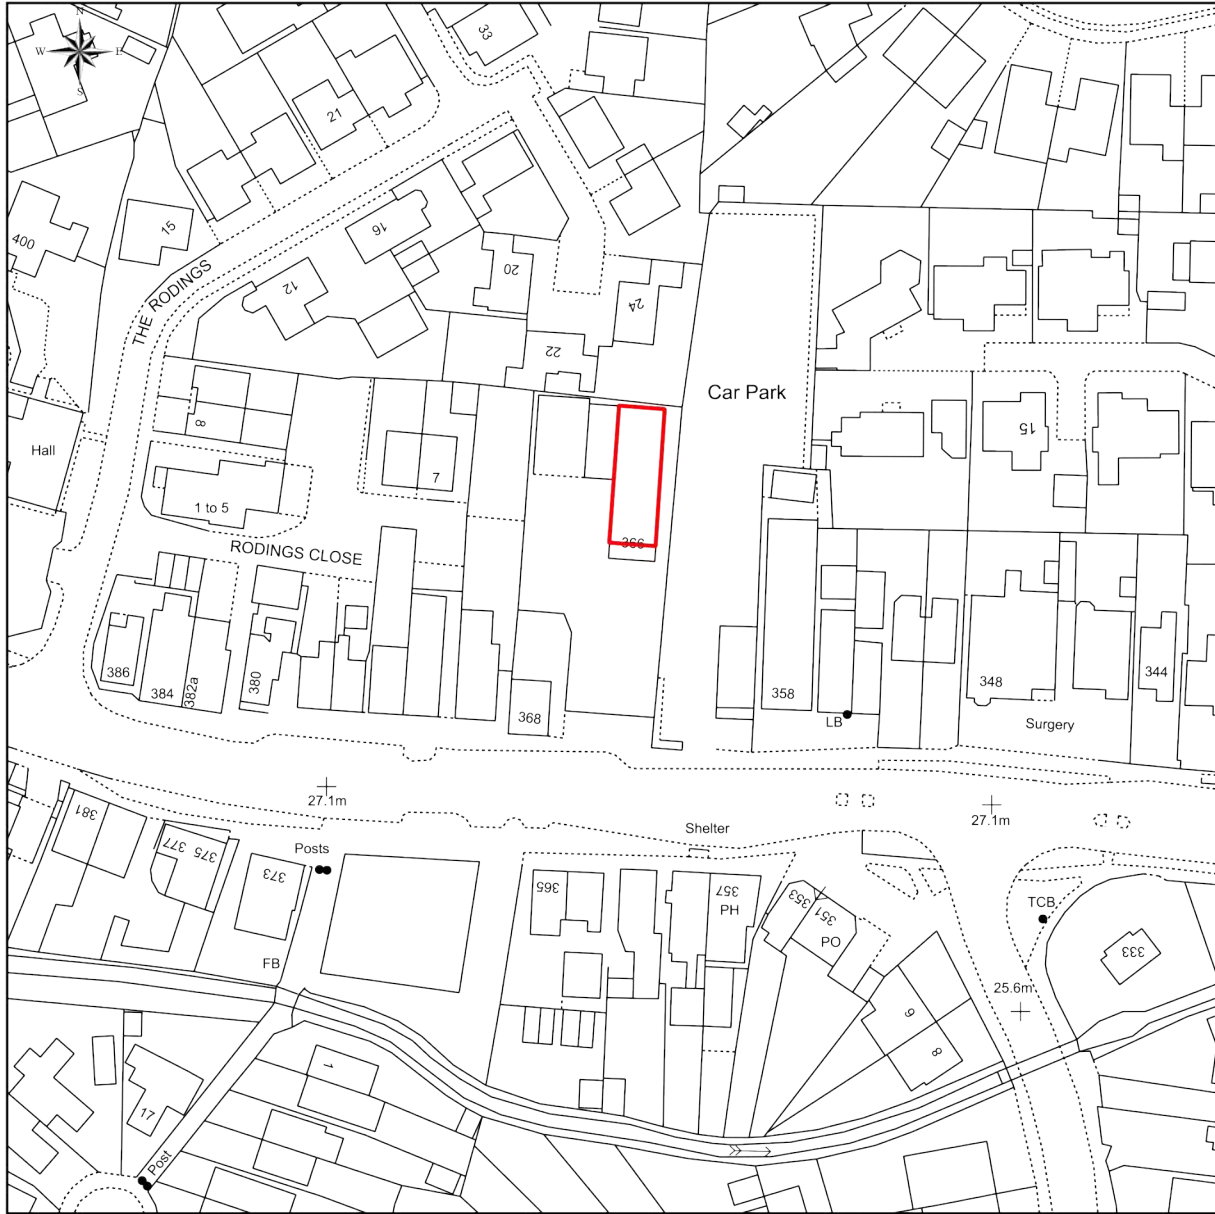 N
W E
S
33
21
15
400
16
20
12
24
THE RODINGS
22
Car Park
8
15
Hall
7
1 to 5
366
RODINGS CLOSE
386
384
382a
380
368
358
348
344
LB
Surgery
27.1m
27.1m
381
377
375
373
Posts
Shelter
365
357
PH
353
351
PO
TCB
333
FB
25.6m
9
8
1
17
Post